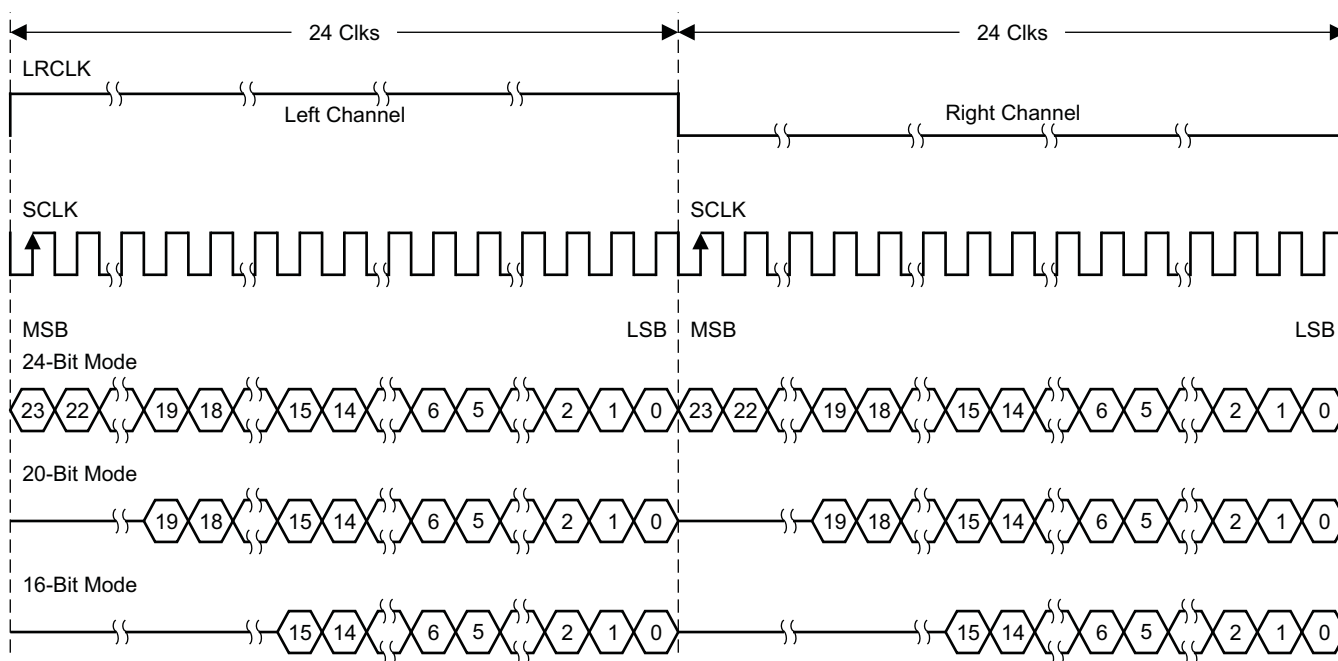 24 Clks 24 Clks
LRCLK
Left Channel Right Channel
SCLK SCLK
MSB LSB MSB LSB
24-Bit Mode
23 22 19 18 15 14 6 5 2 1 0 23 22 19 18 15 14 6 5 2 1 0
20-Bit Mode
19 18 15 14 6 5 2 1 0 19 18 15 14 6 5 2 1 0
16-Bit Mode
15 14 6 5 2 1 0 15 14 6 5 2 1 0